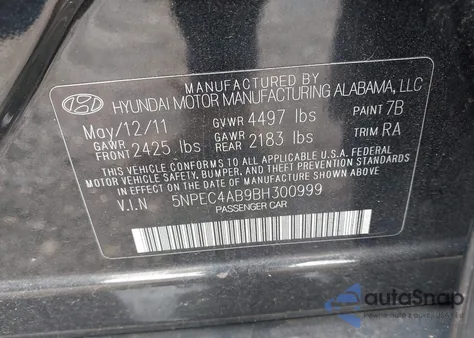 MANUFACTURED BY
HYUNDAI MOTOR MANUFACTURING ALABAMA, LLC
May/12/11 GVWR 4497 lbs PAINT 7B
GAWR FRONT 2425 lbs GAWR REAR 2183 lbs TRIM RA
THIS VEHICLE CONFORMS TO ALL APPLICABLE U.S.A. FEDERAL
MOTOR VEHICLE SAFETY BUMPER, AND THEFT PREVENTION STANDARDS
IN EFFECT ON THE DATE OF MANUFACTURE SHOWN ABOVE.
V.I.N 5NPEC4AB9BH300999
PASSENGER CAR
autoSnap